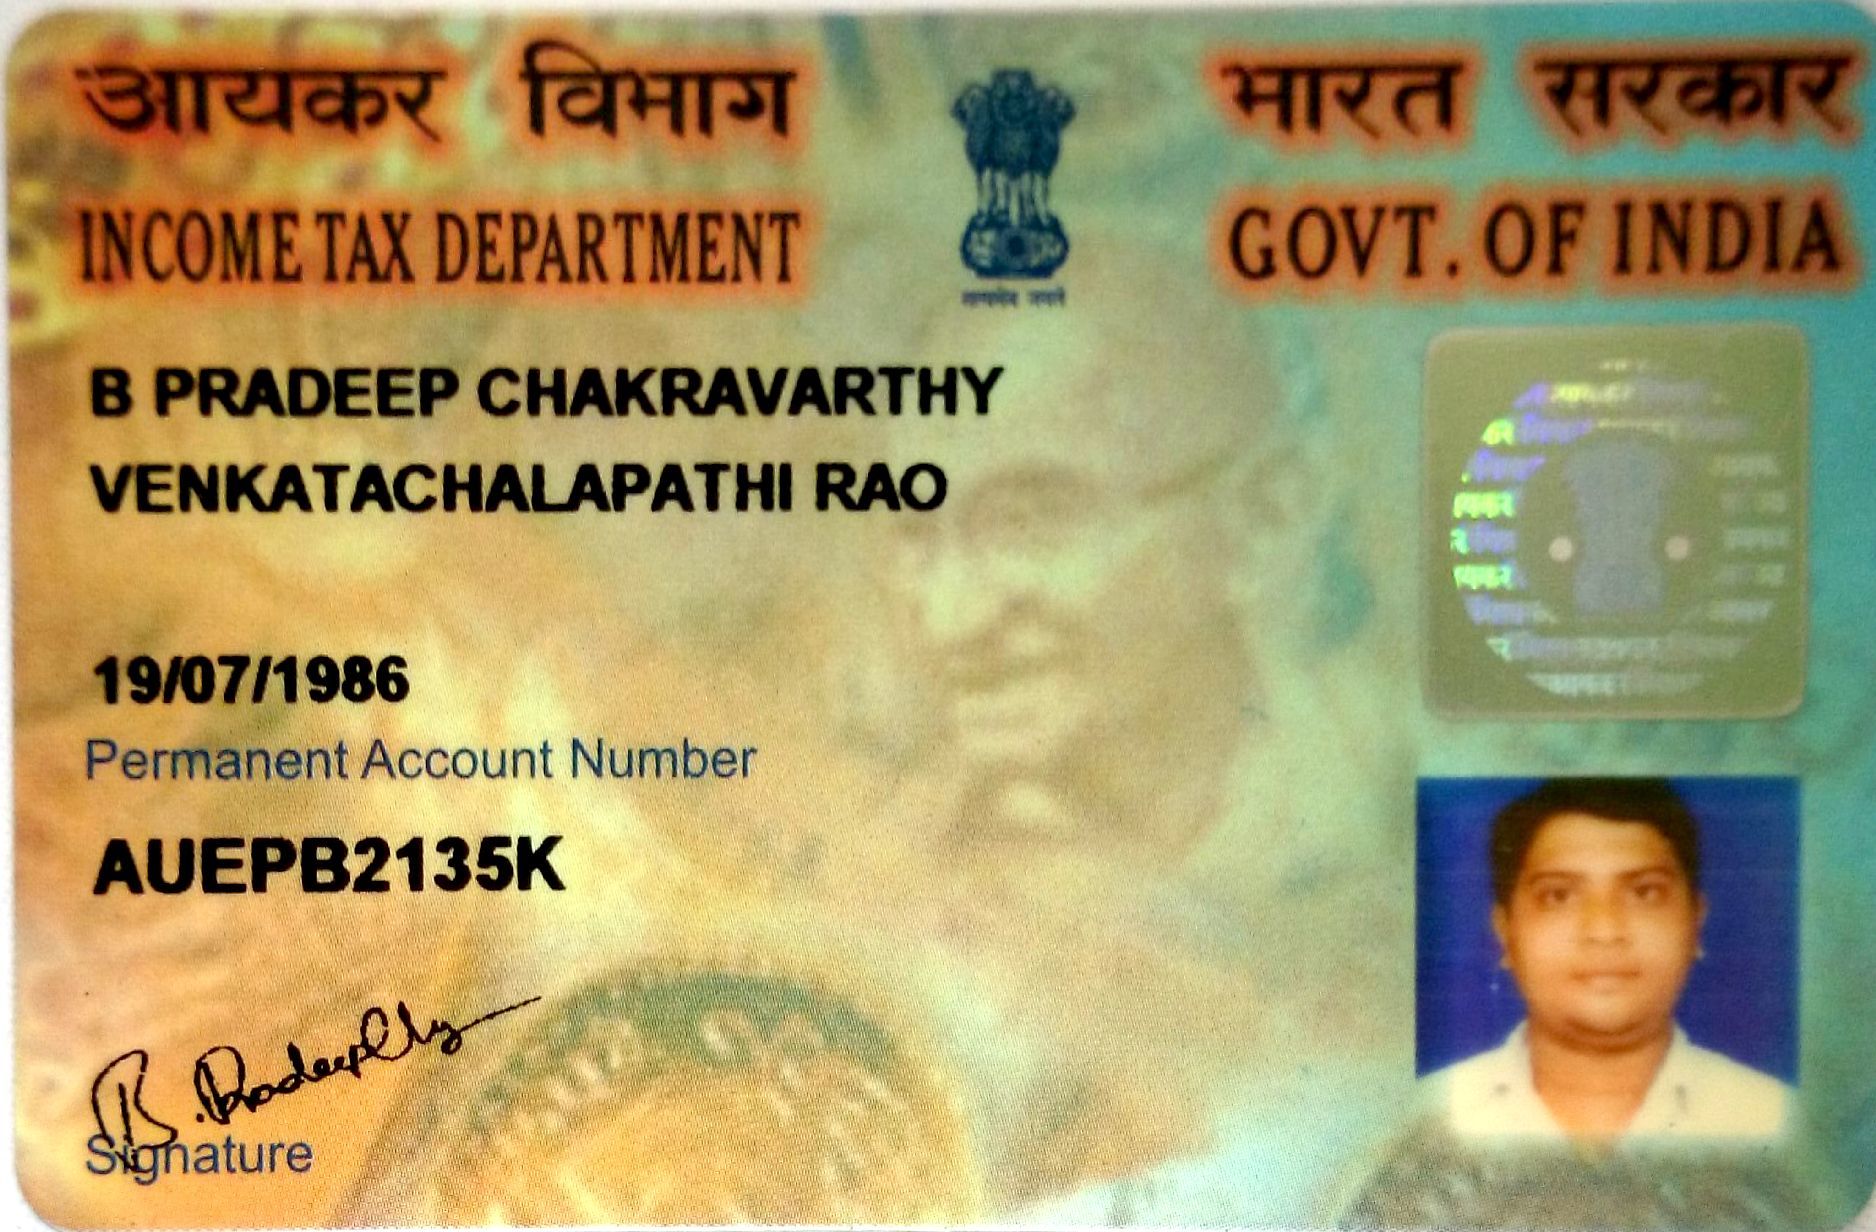 आयकर विभाग
भारत सरकार
INCOME TAX DEPARTMENT
GOVT. OF INDIA
सत्यमेव जयते
B PRADEEP CHAKRAVARTHY
VENKATACHALAPATHI RAO
19/07/1986
Permanent Account Number
AUEPB2135K
B. Pradeep
Signature